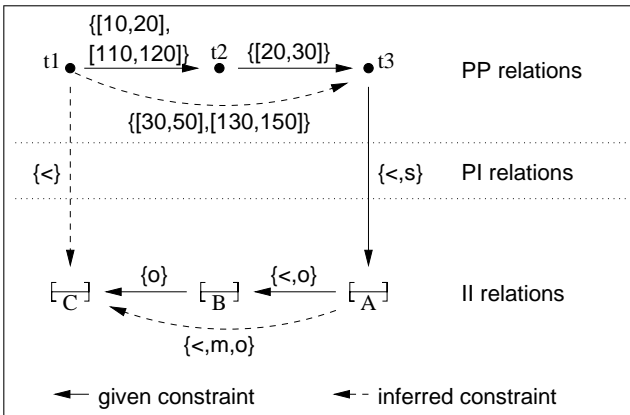 {[10,20],
[110,120]}
t1
t2
{[20,30]}
t3
PP relations
{[30,50],[130,150]}
{<}
{<,s}
PI relations
{o}
{<,o}
C
B
A
II relations
{<,m,o}
given constraint
inferred constraint